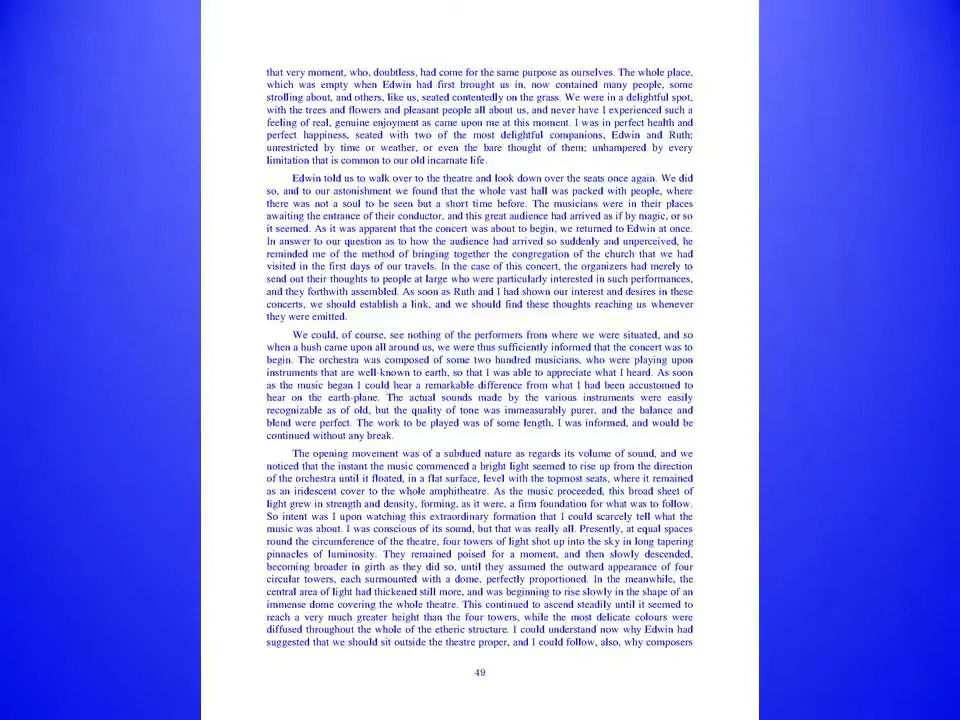 that very moment, who, doubtless, had come for the same purpose as ourselves. The whole place,
which was empty when Edwin had first brought us in, now contained many people, some
strolling about, and others, like us, seated contentedly on the grass. We were in a delightful spot,
with the trees and flowers and pleasant people all about us, and never have I experienced such a
feeling of real, genuine enjoyment as came upon me at this moment. I was in perfect health and
perfect happiness, seated with two of the most delightful companions, Edwin and Ruth;
unrestricted by time or weather, or even the bare thought of them; unhampered by every
limitation that is common to our old incarnate life.
Edwin told us to walk over to the theatre and look down over the seats once again. We did
so, and to our astonishment we found that the whole vast hall was packed with people, where
there was not a soul to be seen but a short time before. The musicians were in their places
awaiting the entrance of their conductor, and this great audience had arrived as if by magic, or so
it seemed. As it was apparent that the concert was about to begin, we returned to Edwin at once.
In answer to our question as to how the audience had arrived so suddenly and unperceived, he
reminded me of the method of bringing together the congregation of the church that we had
visited in the first days of our travels. In the case of this concert, the organizers had merely to
send out their thoughts to people at large who were particularly interested in such performances,
and they forthwith assembled. As soon as Ruth and I had shown our interest and desires in these
concerts, we should establish a link, and we should find these thoughts reaching us whenever
they were emitted.
We could, of course, see nothing of the performers from where we were situated, and so
when a hush came upon all around us, we were thus sufficiently informed that the concert was to
begin. The orchestra was composed of some two hundred musicians, who were playing upon
instruments that are well-known to earth, so that I was able to appreciate what I heard. As soon
as the music began I could hear a remarkable difference from what I had been accustomed to
hear on the earth-plane. The actual sounds made by the various instruments were easily
recognizable as of old, but the quality of tone was immeasurably purer, and the balance and
blend were perfect. The work to be played was of some length, I was informed, and would be
continued without any break.
The opening movement was of a subdued nature as regards its volume of sound, and we
noticed that the instant the music commenced a bright light seemed to rise up from the direction
of the orchestra until it floated, in a flat surface, level with the topmost seats, where it remained
as an iridescent cover to the whole amphitheatre. As the music proceeded, this broad sheet of
light grew in strength and density, forming, as it were, a firm foundation for what was to follow.
So intent was I upon watching this extraordinary formation that I could scarcely tell what the
music was about. I was conscious of its sound, but that was really all. Presently, at equal spaces
round the circumference of the theatre, four towers of light shot up into the sky in long tapering
pinnacles of luminosity. They remained poised for a moment, and then slowly descended,
becoming broader in girth as they did so, until they assumed the outward appearance of four
circular towers, each surmounted with a dome, perfectly proportioned. In the meanwhile, the
central area of light had thickened still more, and was beginning to rise slowly in the shape of an
immense dome covering the whole theatre. This continued to ascend steadily until it seemed to
reach a very much greater height than the four towers, while the most delicate colours were
diffused throughout the whole of the etheric structure. I could understand now why Edwin had
suggested that we should sit outside the theatre proper, and I could follow, also, why composers
49